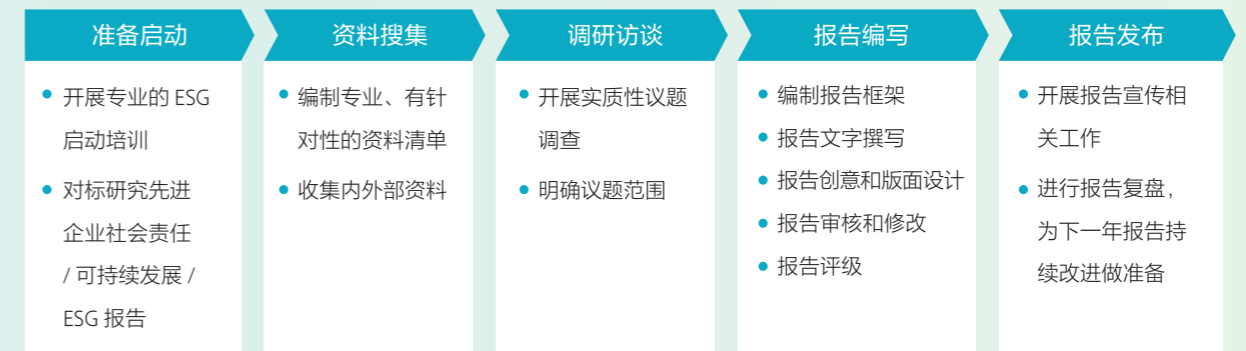 准备启动
开展专业的 ESG
启动培训
对标研究先进
企业社会责任
/ 可持续发展 /
ESG 报告
资料搜集
编制专业、有针
对性的资料清单
收集内外部资料
调研访谈
开展实质性议题
调查
明确议题范围
报告编写
编制报告框架
报告文字撰写
报告创意和版面设计
报告审核和修改
报告评级
报告发布
开展报告宣传相
关工作
进行报告复盘，
为下一年报告持
续改进做准备